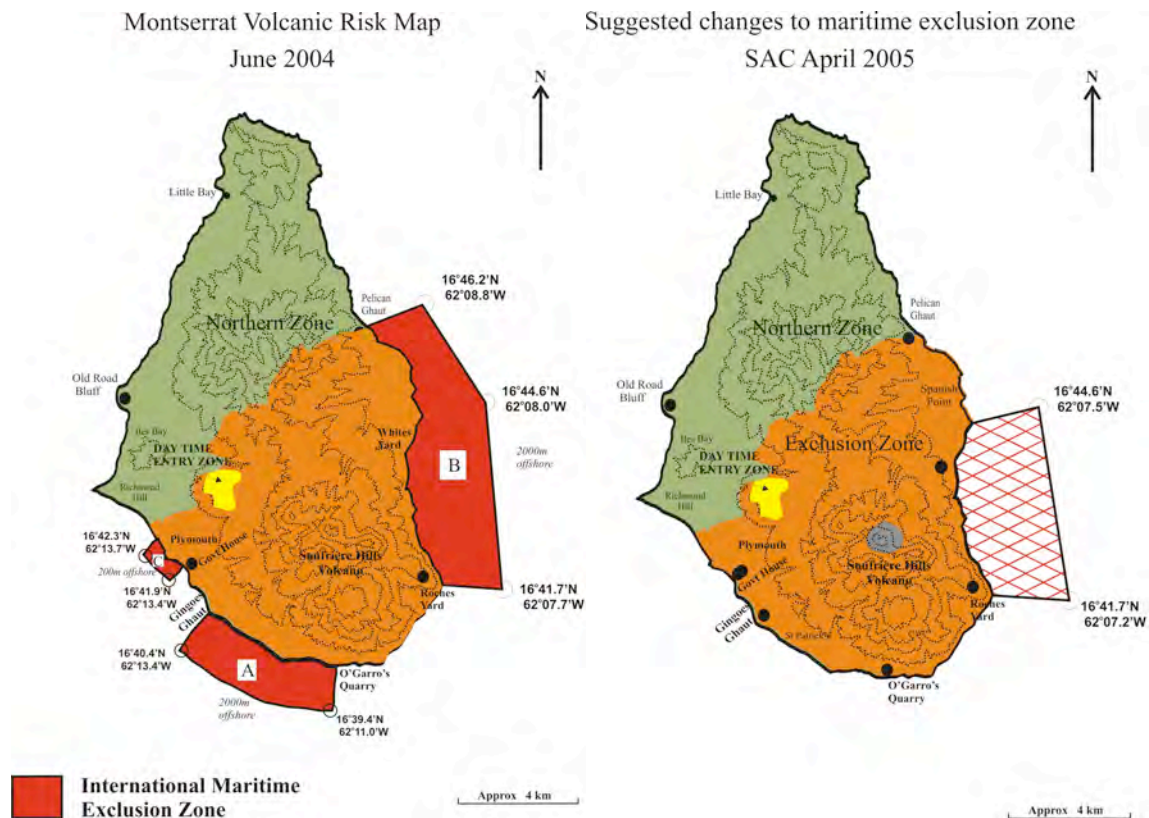 Montserrat Volcanic Risk Map
June 2004
N
Little Bay
16°46.2'N
62°08.8'W
Pelican
Ghaut
Northern Zone
Old Road
Bluff
16°44.6'N
62°08.0'W
Iles Bay
DAY TIME
ENTRY ZONE
Whites
Yard
B
2000m
offshore
Richmond
Hill
16°42.3'N
62°13.7'W
Plymouth
Govt House
C
200m offshore
Soufriere Hills
Volcano
16°41.9'N
62°13.4'W
Roches
Yard
16°41.7'N
62°07.7'W
Gingoes
Ghaut
16°40.4'N
62°13.4'W
A
O'Garro's
Quarry
2000m
offshore
16°39.4'N
62°11.0'W
International Maritime
Exclusion Zone
Approx 4 km
Suggested changes to maritime exclusion zone
SAC April 2005
N
Little Bay
Pelican
Ghaut
Northern Zone
Old Road
Bluff
Spanish
Point
16°44.6'N
62°07.5'W
Iles Bay
Exclusion Zone
DAY TIME
ENTRY ZONE
Richmond
Hill
Plymouth
Govt House
Soufriere Hills
Volcano
Roches
Yard
16°41.7'N
62°07.2'W
Gingoes
Ghaut
O'Garro's
Quarry
Approx 4 km